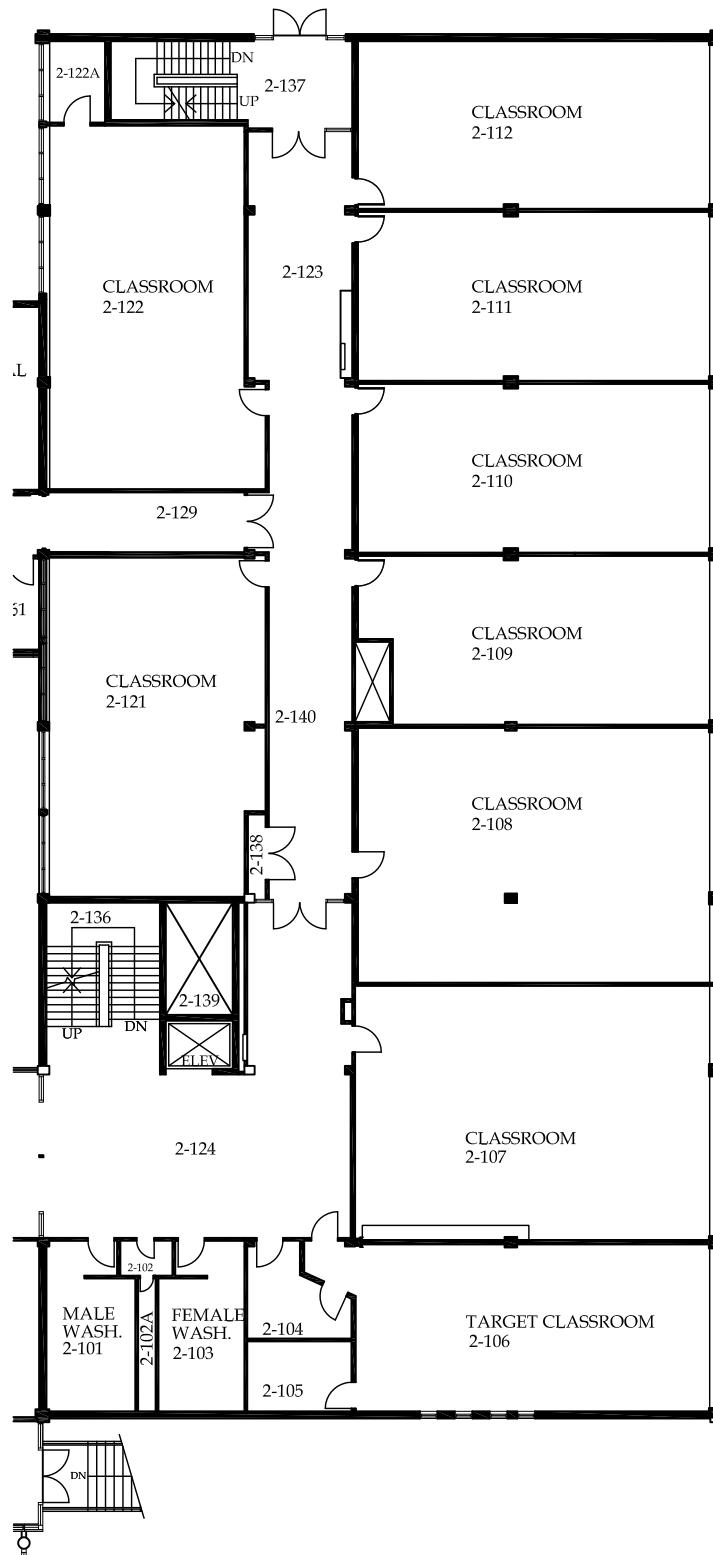 DN
2-122A
2-137
UP
CLASSROOM
2-112
2-123
CLASSROOM
2-122
CLASSROOM
2-111
CLASSROOM
2-110
2-129
CLASSROOM
2-109
CLASSROOM
2-121
2-140
CLASSROOM
2-108
2-138
2-136
2-139
UP
DN
ELEV
CLASSROOM
2-107
2-124
2-102
MALE
WASH.
2-101
2-102A
FEMALE
WASH.
2-103
2-104
TARGET CLASSROOM
2-106
2-105
DN